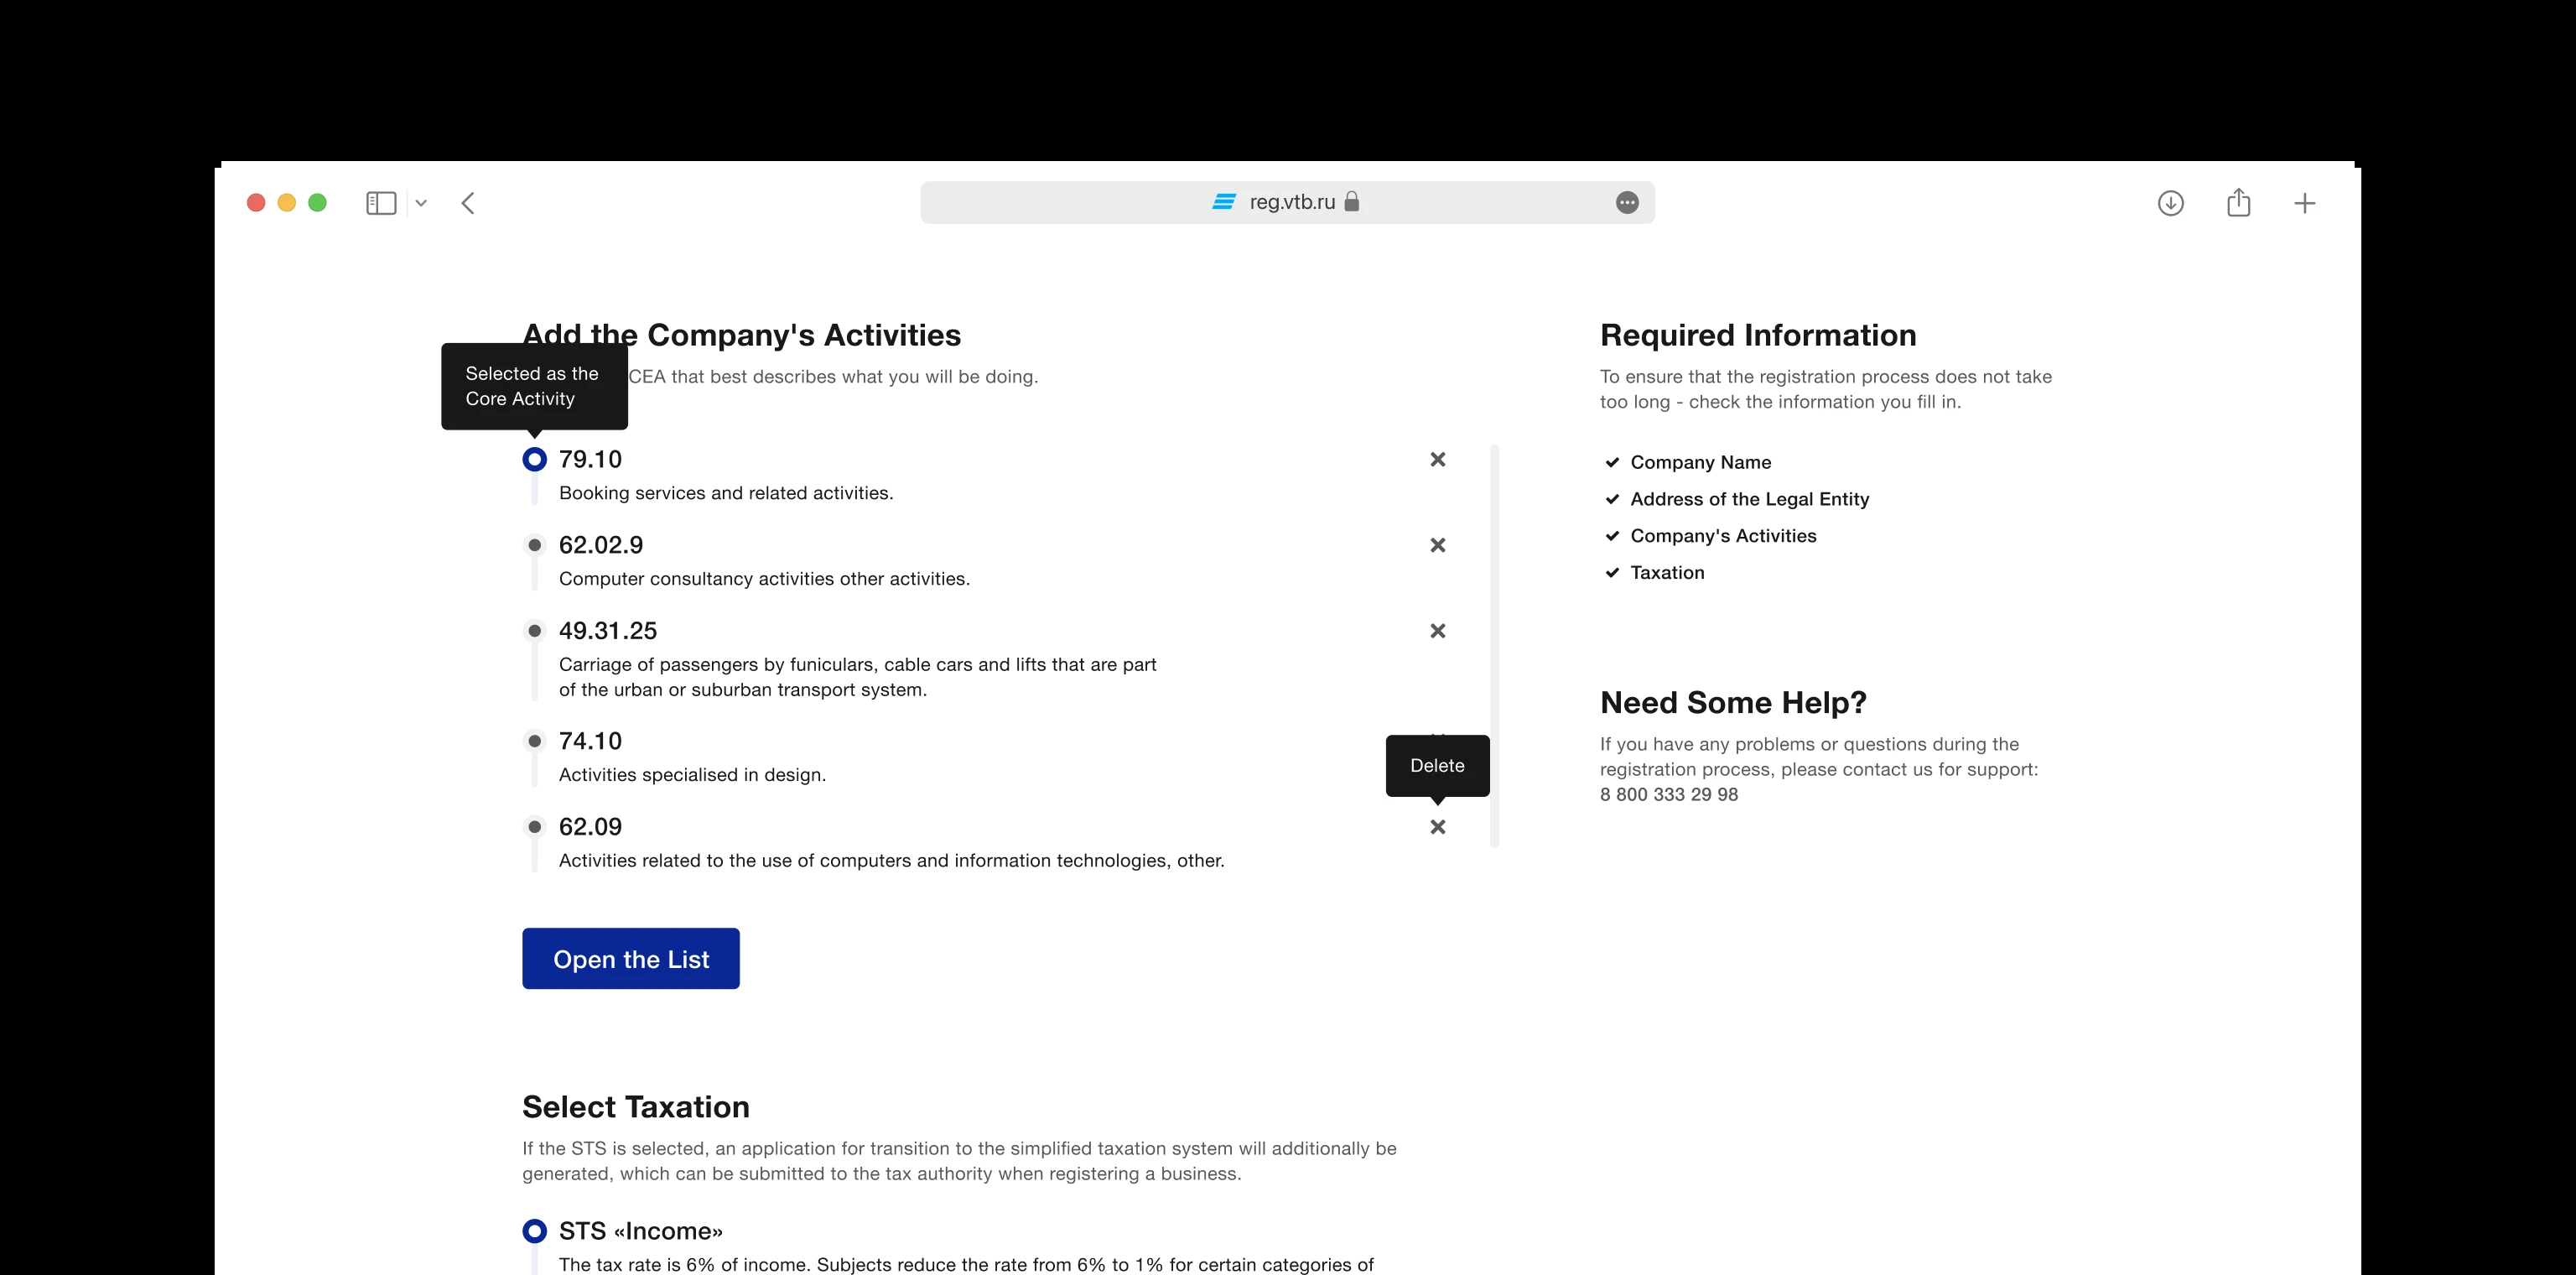 reg.vtb.ru
Add the Company's Activities
Selected as the
Core Activity
CEA that best describes what you will be doing.
79.10
Booking services and related activities.
62.02.9
Computer consultancy activities other activities.
49.31.25
Carriage of passengers by funiculars, cable cars and lifts that are part
of the urban or suburban transport system.
74.10
Activities specialised in design.
Delete
62.09
Activities related to the use of computers and information technologies, other.
Open the List
Select Taxation
If the STS is selected, an application for transition to the simplified taxation system will additionally be
generated, which can be submitted to the tax authority when registering a business.
STS «Income»
The tax rate is 6% of income. Subjects reduce the rate from 6% to 1% for certain categories of
Required Information
To ensure that the registration process does not take
too long - check the information you fill in.
Company Name
Address of the Legal Entity
Company's Activities
Taxation
Need Some Help?
If you have any problems or questions during the
registration process, please contact us for support:
8 800 333 29 98